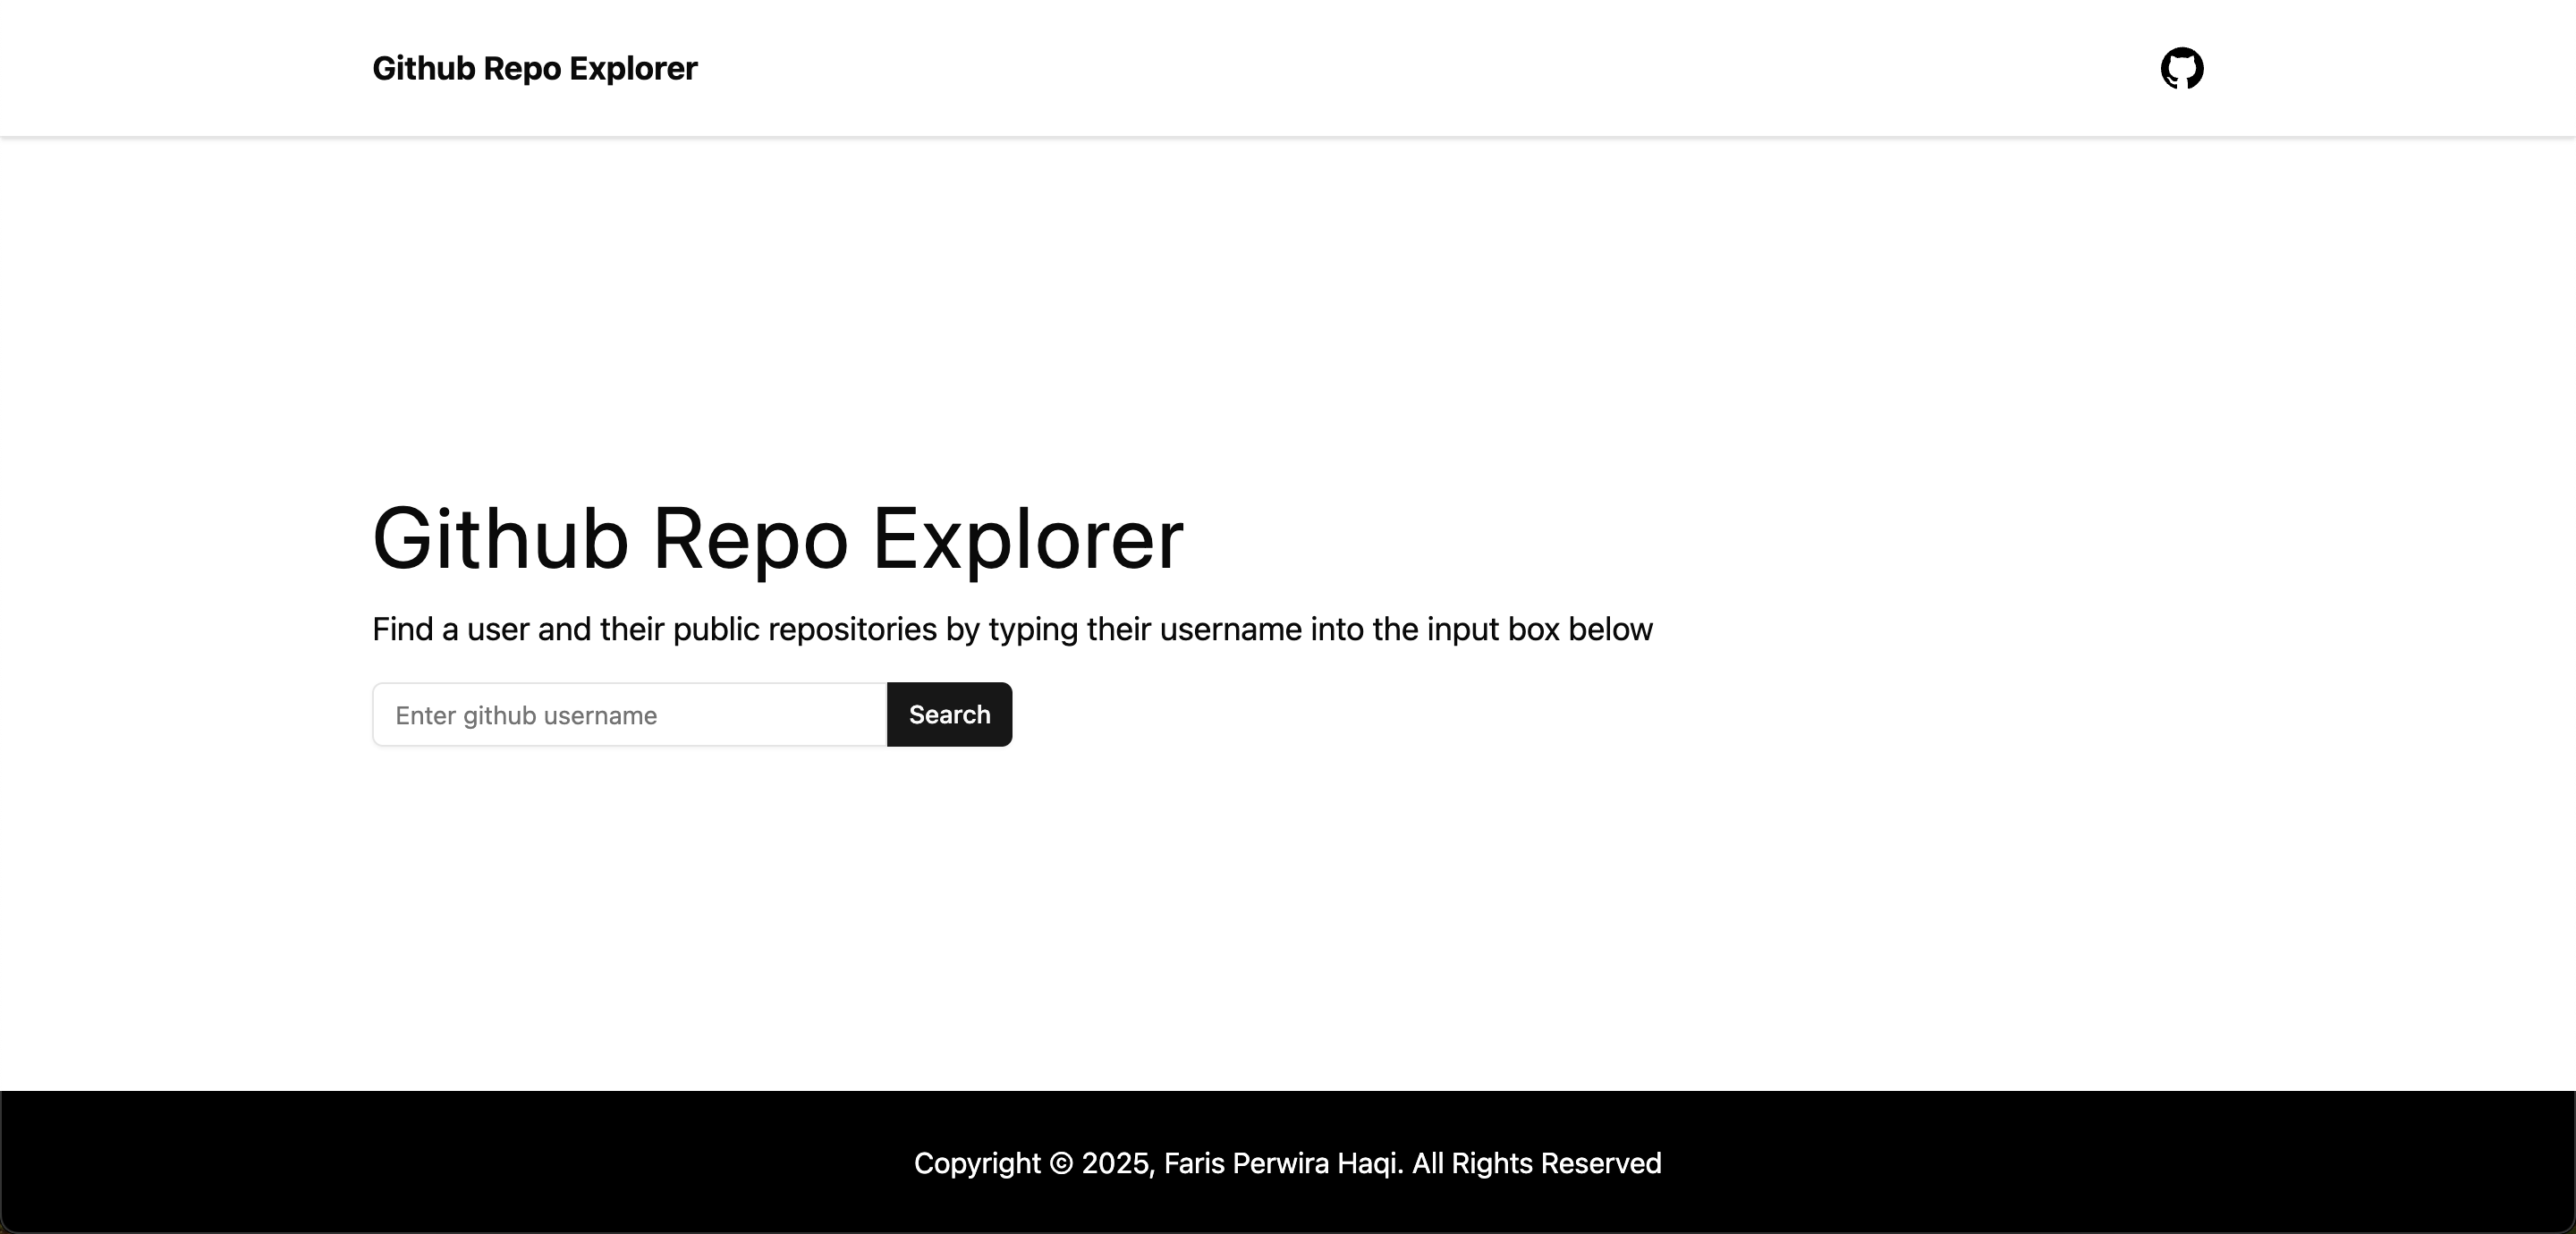 Github Repo Explorer
Github Repo Explorer
Find a user and their public repositories by typing their username into the input box below
Enter github username
Search
Copyright © 2025, Faris Perwira Haqi. All Rights Reserved